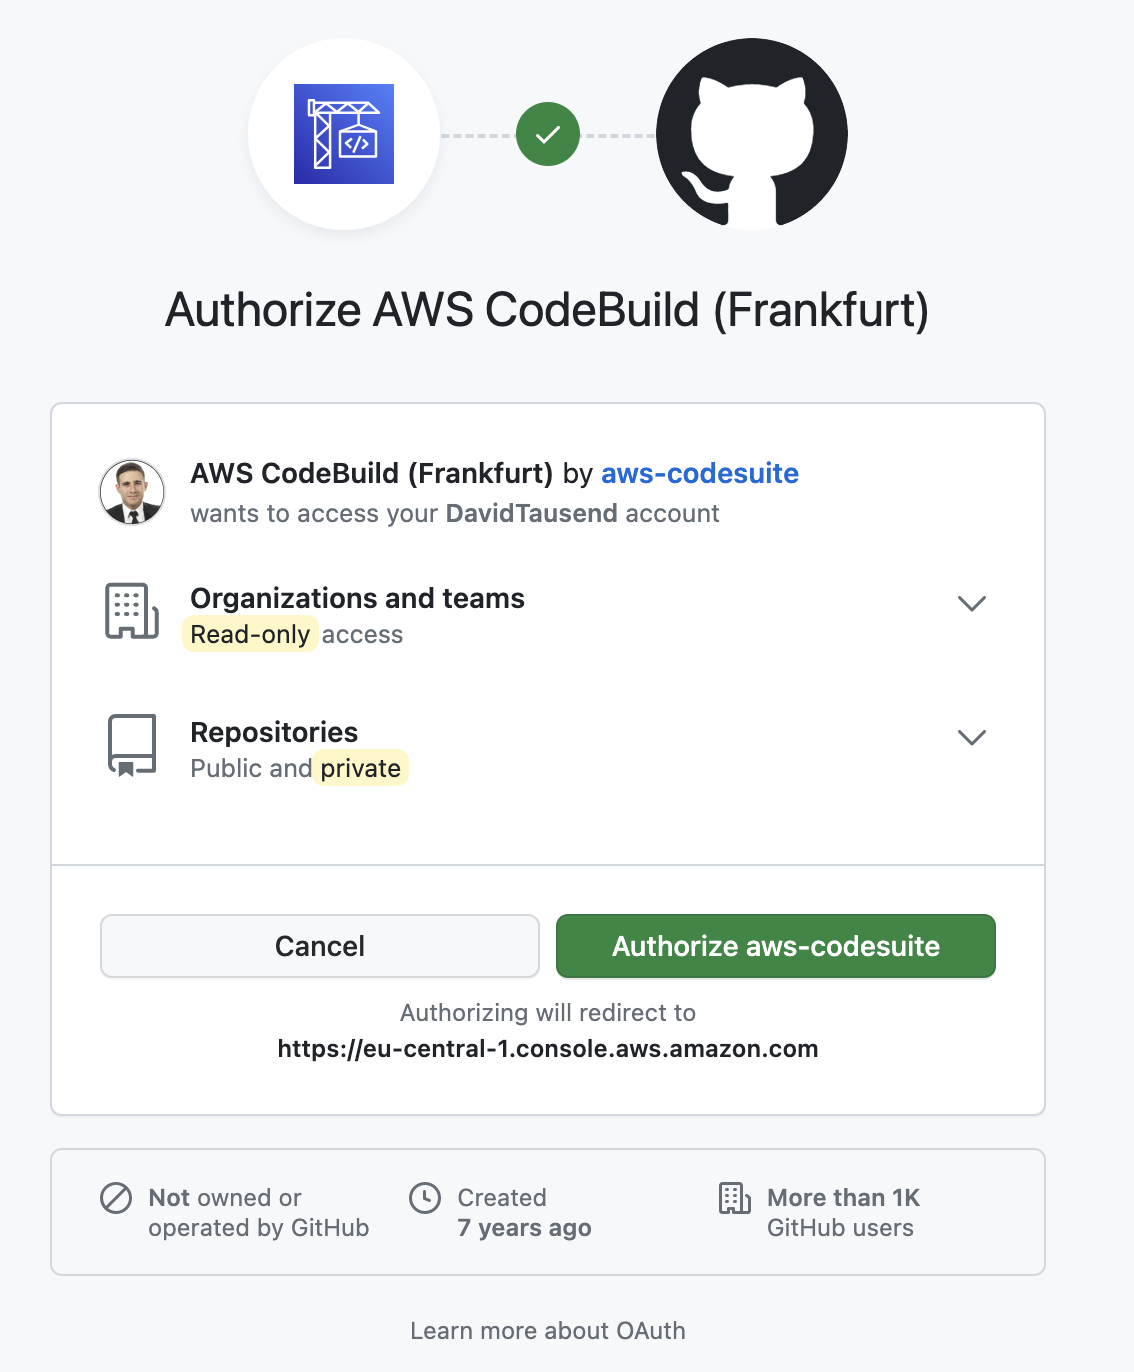 </>
Authorize AWS CodeBuild (Frankfurt)
AWS CodeBuild (Frankfurt) by aws-codesuite
wants to access your DavidTausend account
Organizations and teams
Read-only access
Repositories
Public and private
Cancel
Authorize aws-codesuite
Authorizing will redirect to
https://eu-central-1.console.aws.amazon.com
Not owned or
operated by GitHub
Created
7 years ago
More than 1K
GitHub users
Learn more about OAuth